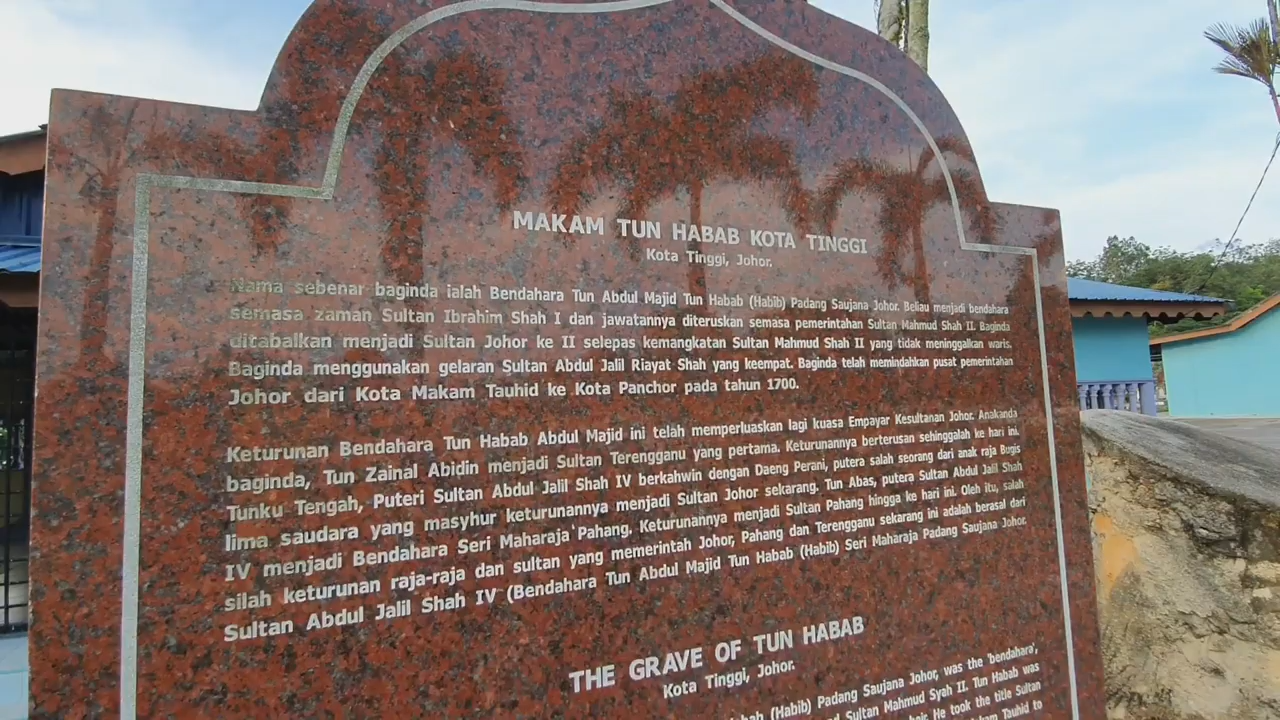 MAKAM TUN HABAB KOTA TINGGI
Kota Tinggi, Johor.
Nama sebenar baginda ialah Bendahara Tun Abdul Majid Tun Habab (Habib) Padang Saujana Johor. Beliau menjadi bendahara
semasa zaman Sultan Ibrahim Shah I dan jawatannya diteruskan semasa pemerintahan Sultan Mahmud Shah II. Baginda
ditabalkan menjadi Sultan Johor ke II selepas kemangkatan Sultan Mahmud Shah II yang tidak meninggalkan waris.
Baginda menggunakan gelaran Sultan Abdul Jalil Riayat Shah yang keempat. Baginda telah memindahkan pusat pemerintahan
Johor dari Kota Makam Tauhid ke Kota Panchor pada tahun 1700.
Keturunan Bendahara Tun Habab Abdul Majid ini telah memperluaskan lagi kuasa Empayar Kesultanan Johor. Anakanda
baginda, Tun Zainal Abidin menjadi Sultan Terengganu yang pertama. Keturunannya berterusan sehinggalah ke hari ini.
Tunku Tengah, Puteri Sultan Abdul Jalil Shah IV berkahwin dengan Daeng Perani, putera salah seorang dari anak raja Bugis
lima saudara yang masyhur keturunannya menjadi Sultan Johor sekarang. Tun Abas, putera Sultan Abdul Jalil Shah
IV menjadi Bendahara Seri Maharaja Pahang, Keturunannya menjadi Sultan Pahang hingga ke hari ini. Oleh itu, salah
silah keturunan raja-raja dan sultan yang memerintah Johor, Pahang dan Terengganu sekarang ini adalah berasal dari
Sultan Abdul Jalil Shah IV (Bendahara Tun Abdul Majid Tun Habab (Habib) Seri Maharaja Padang Saujana Johor.
THE GRAVE OF TUN HABAB
Kota Tinggi, Johor.
(Habib) Padang Saujana Johor, was the 'bendahara',
Sultan Mahmud Syah II. Tun Habab was
He took the title Sultan
Tauhid to